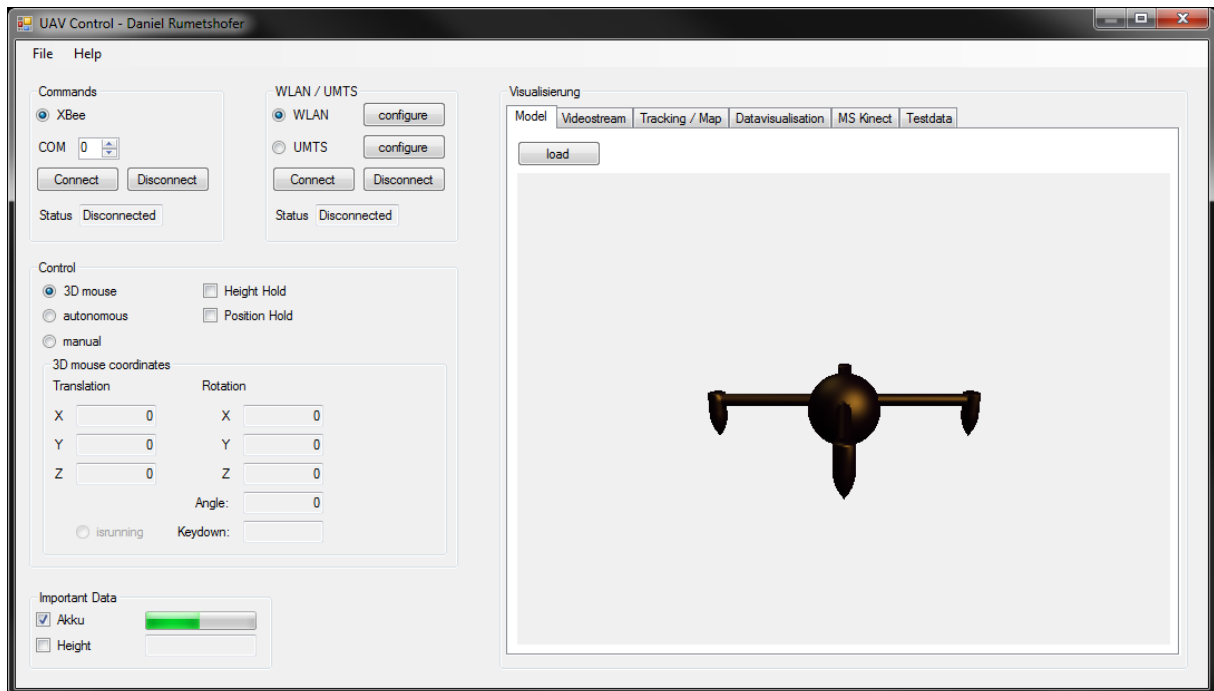 UAV Control - Daniel Rumetshofer
File Help
Commands
XBee
COM 0
Connect Disconnect
Status Disconnected
WLAN / UMTS
WLAN configure
UMTS configure
Connect Disconnect
Status Disconnected
Control
3D mouse Height Hold
autonomous Position Hold
manual
3D mouse coordinates
Translation Rotation
X 0 X 0
Y 0 Y 0
Z 0 Z 0
Angle: 0
isrunning Keydown:
Important Data
Akku
Height
Visualisierung
Model Videostream Tracking / Map Datavisualisation MS Kinect Testdata
load